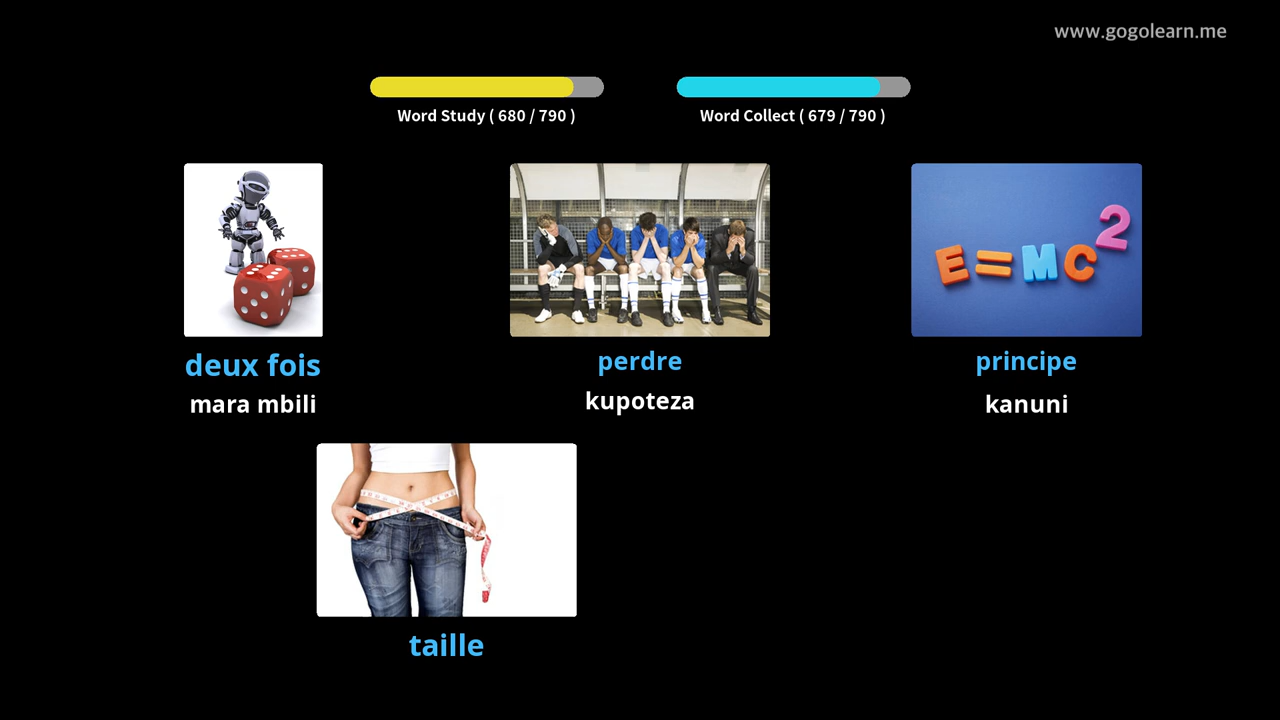 www.gogolearn.me
Word Study ( 680 / 790 )
Word Collect ( 679 / 790 )
E=MC2
deux fois
perdre
principe
mara mbili
kupoteza
kanuni
taille